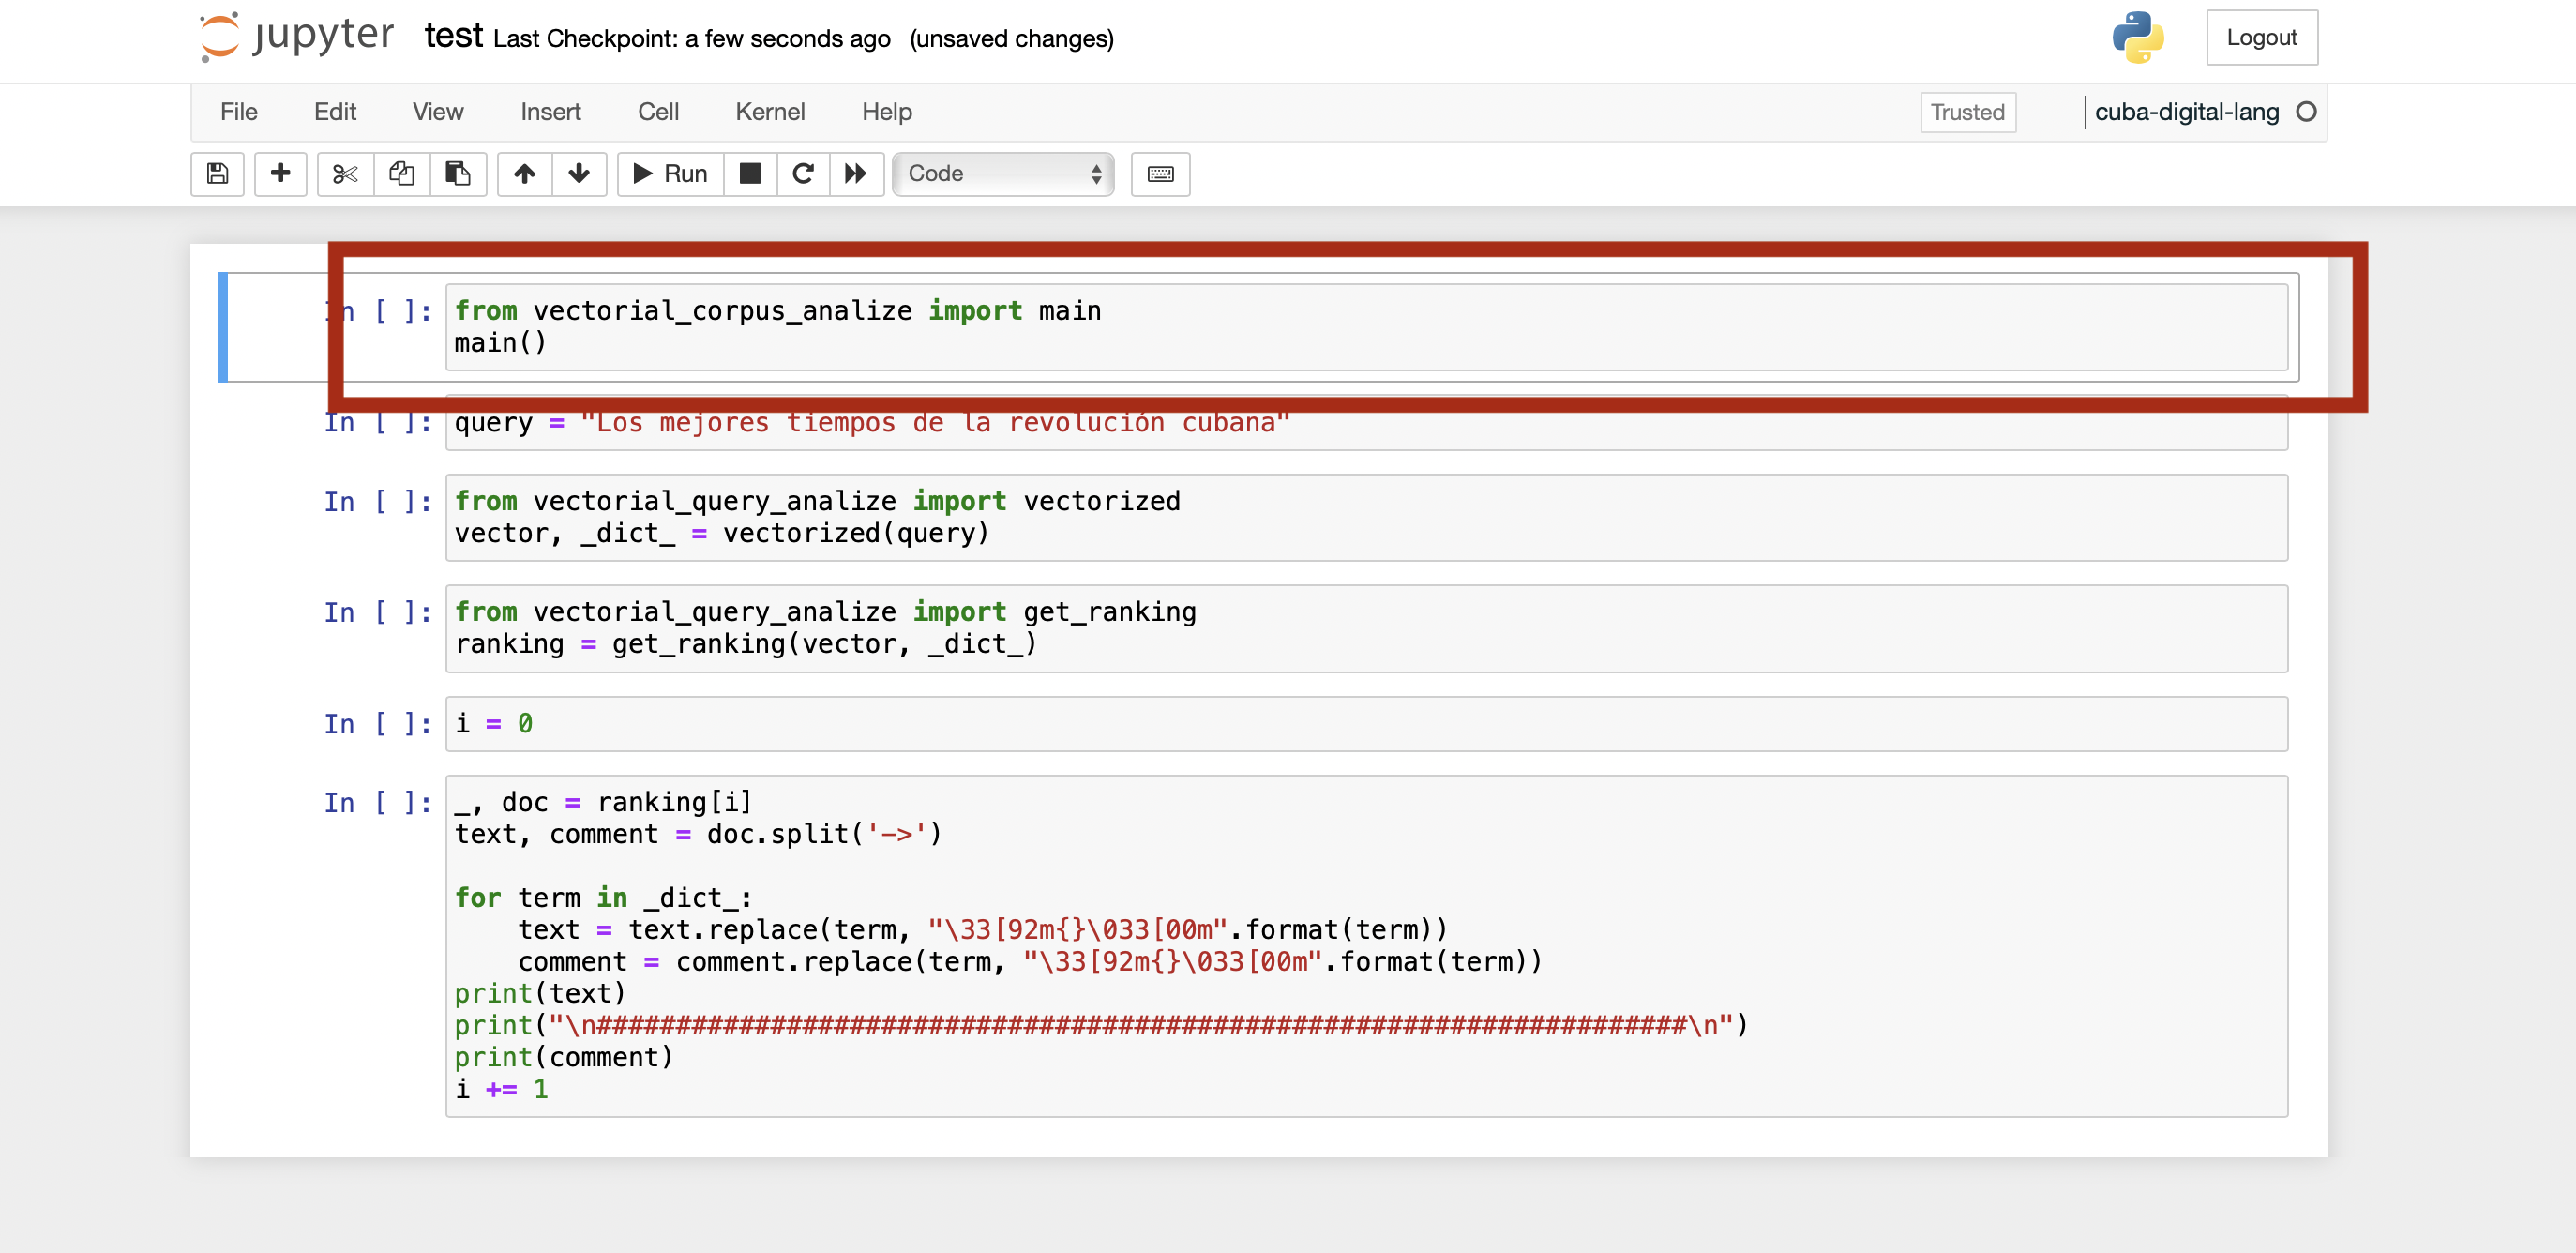 jupyter test Last Checkpoint: a few seconds ago (unsaved changes) Logout
File Edit View Insert Cell Kernel Help Trusted cuba-digital-lang
Run Code
In [ ]: from vectorial_corpus_analize import main
main()
In [ ]: query = "Los mejores tiempos de la revolución cubana"
In [ ]: from vectorial_query_analize import vectorized
vector, _dict_ = vectorized(query)
In [ ]: from vectorial_query_analize import get_ranking
ranking = get_ranking(vector, _dict_)
In [ ]: i = 0
In [ ]: _, doc = ranking[i]
text, comment = doc.split('->')
for term in _dict_:
    text = text.replace(term, "\33[92m{}\033[00m".format(term))
    comment = comment.replace(term, "\33[92m{}\033[00m".format(term))
print(text)
print("\n#####################################################################\n")
print(comment)
i += 1